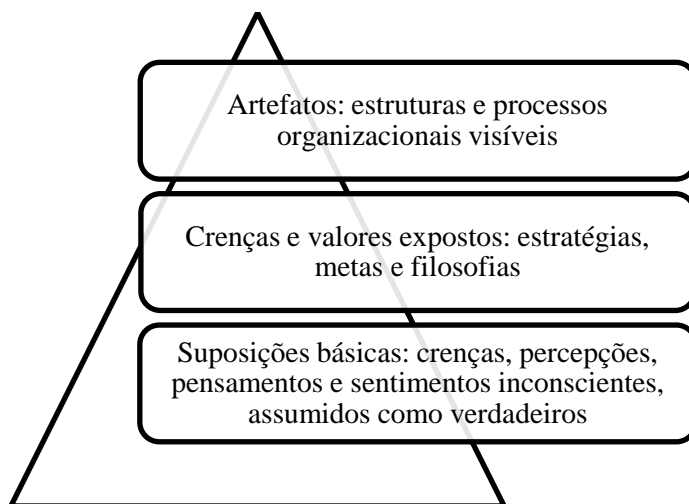 Artefatos: estruturas e processos
organizacionais visíveis
Crenças e valores expostos: estratégias,
metas e filosofias
Suposições básicas: crenças, percepções,
pensamentos e sentimentos inconscientes,
assumidos como verdadeiros